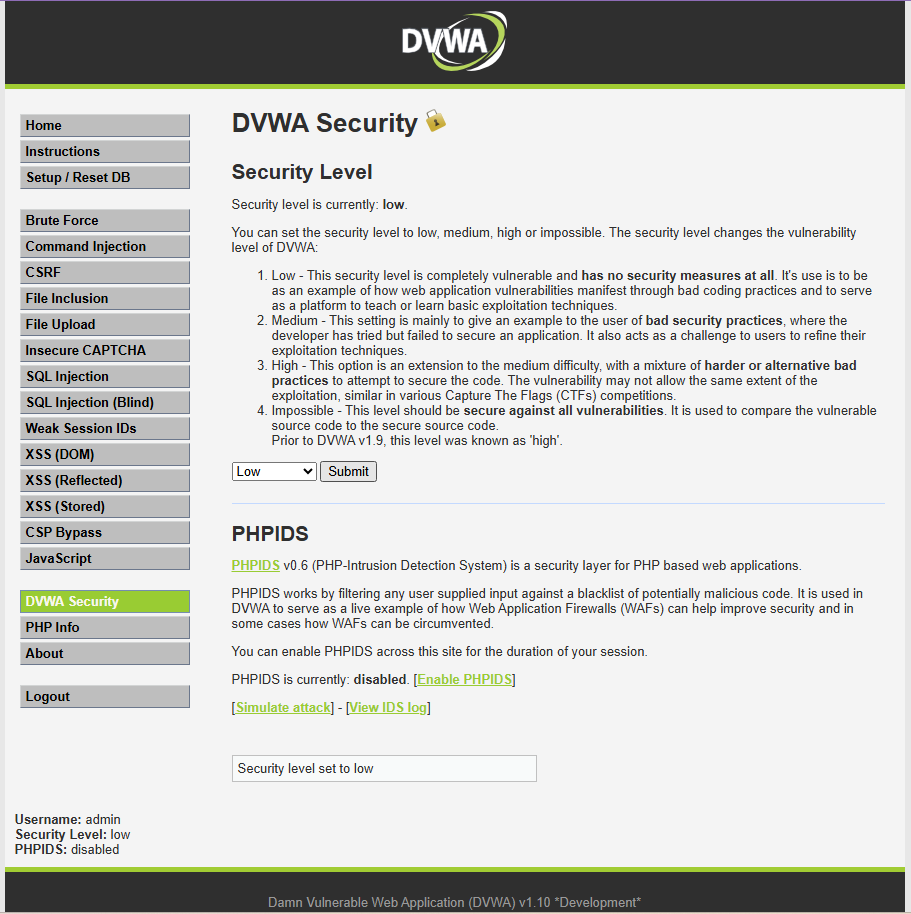 DVWA
Home
Instructions
Setup / Reset DB
Brute Force
Command Injection
CSRF
File Inclusion
File Upload
Insecure CAPTCHA
SQL Injection
SQL Injection (Blind)
Weak Session IDs
XSS (DOM)
XSS (Reflected)
XSS (Stored)
CSP Bypass
JavaScript
DVWA Security
PHP Info
About
Logout
DVWA Security
Security Level
Security level is currently: low.
You can set the security level to low, medium, high or impossible. The security level changes the vulnerability
level of DVWA:
1. Low - This security level is completely vulnerable and has no security measures at all. It's use is to be
as an example of how web application vulnerabilities manifest through bad coding practices and to serve
as a platform to teach or learn basic exploitation techniques.
2. Medium - This setting is mainly to give an example to the user of bad security practices, where the
developer has tried but failed to secure an application. It also acts as a challenge to users to refine their
exploitation techniques.
3. High - This option is an extension to the medium difficulty, with a mixture of harder or alternative bad
practices to attempt to secure the code. The vulnerability may not allow the same extent of the
exploitation, similar in various Capture The Flags (CTFs) competitions.
4. Impossible - This level should be secure against all vulnerabilities. It is used to compare the vulnerable
source code to the secure source code.
Prior to DVWA v1.9, this level was known as 'high'.
Low Submit
PHPIDS
PHPIDS v0.6 (PHP-Intrusion Detection System) is a security layer for PHP based web applications.
PHPIDS works by filtering any user supplied input against a blacklist of potentially malicious code. It is used in
DVWA to serve as a live example of how Web Application Firewalls (WAFs) can help improve security and in
some cases how WAFs can be circumvented.
You can enable PHPIDS across this site for the duration of your session.
PHPIDS is currently: disabled. [Enable PHPIDS]
[Simulate attack] - [View IDS log]
Security level set to low
Username: admin
Security Level: low
PHPIDS: disabled
Damn Vulnerable Web Application (DVWA) v1.10 *Development*